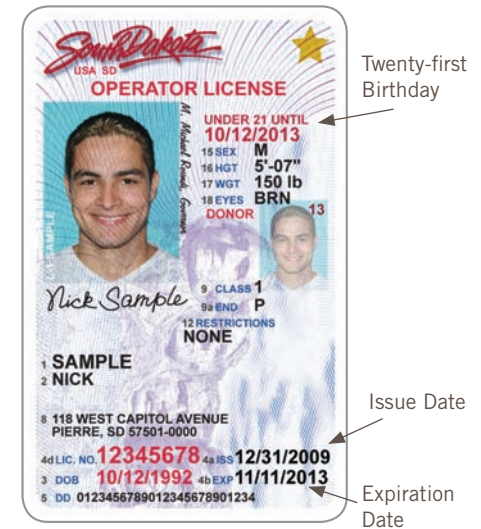 South Dakota
USA SD
OPERATOR LICENSE
Twenty-first
Birthday
UNDER 21 UNTIL
10/12/2013
15 SEX M
16 HGT 5'-07"
17 WGT 150 lb
18 EYES BRN
DONOR
13
SAMPLE
Nick Sample
9 CLASS 1
9a END P
12 RESTRICTIONS
NONE
1 SAMPLE
2 NICK
8 118 WEST CAPITOL AVENUE
PIERRE, SD 57501-0000
Issue Date
4d LIC. NO. 12345678 4a ISS 12/31/2009
3 DOB 10/12/1992 4b EXP 11/11/2013
5 DD 0123456789012345678901234
Expiration
Date